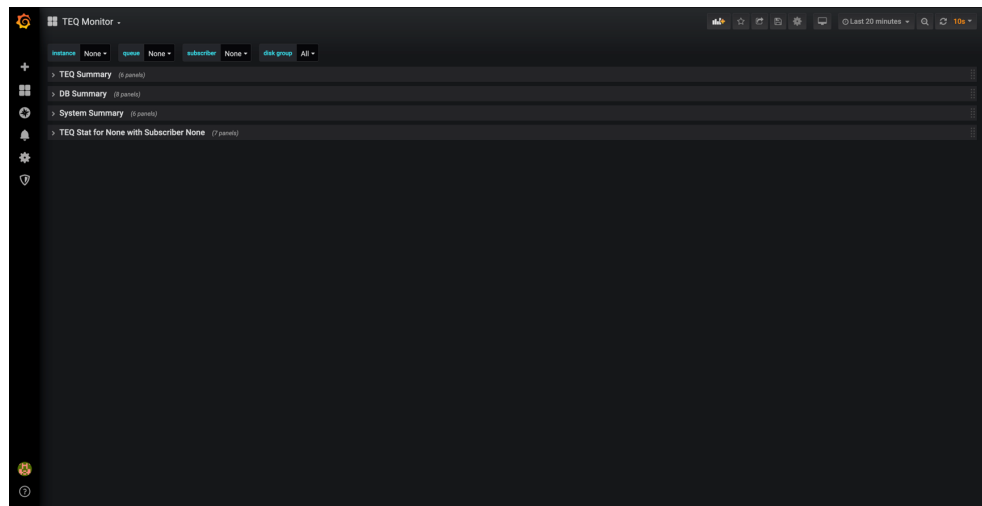 TEQ Monitor
Last 20 minutes
10s
instance None queue None subscriber None disk group All
TEQ Summary (6 panels)
DB Summary (8 panels)
System Summary (6 panels)
TEQ Stat for None with Subscriber None (7 panels)